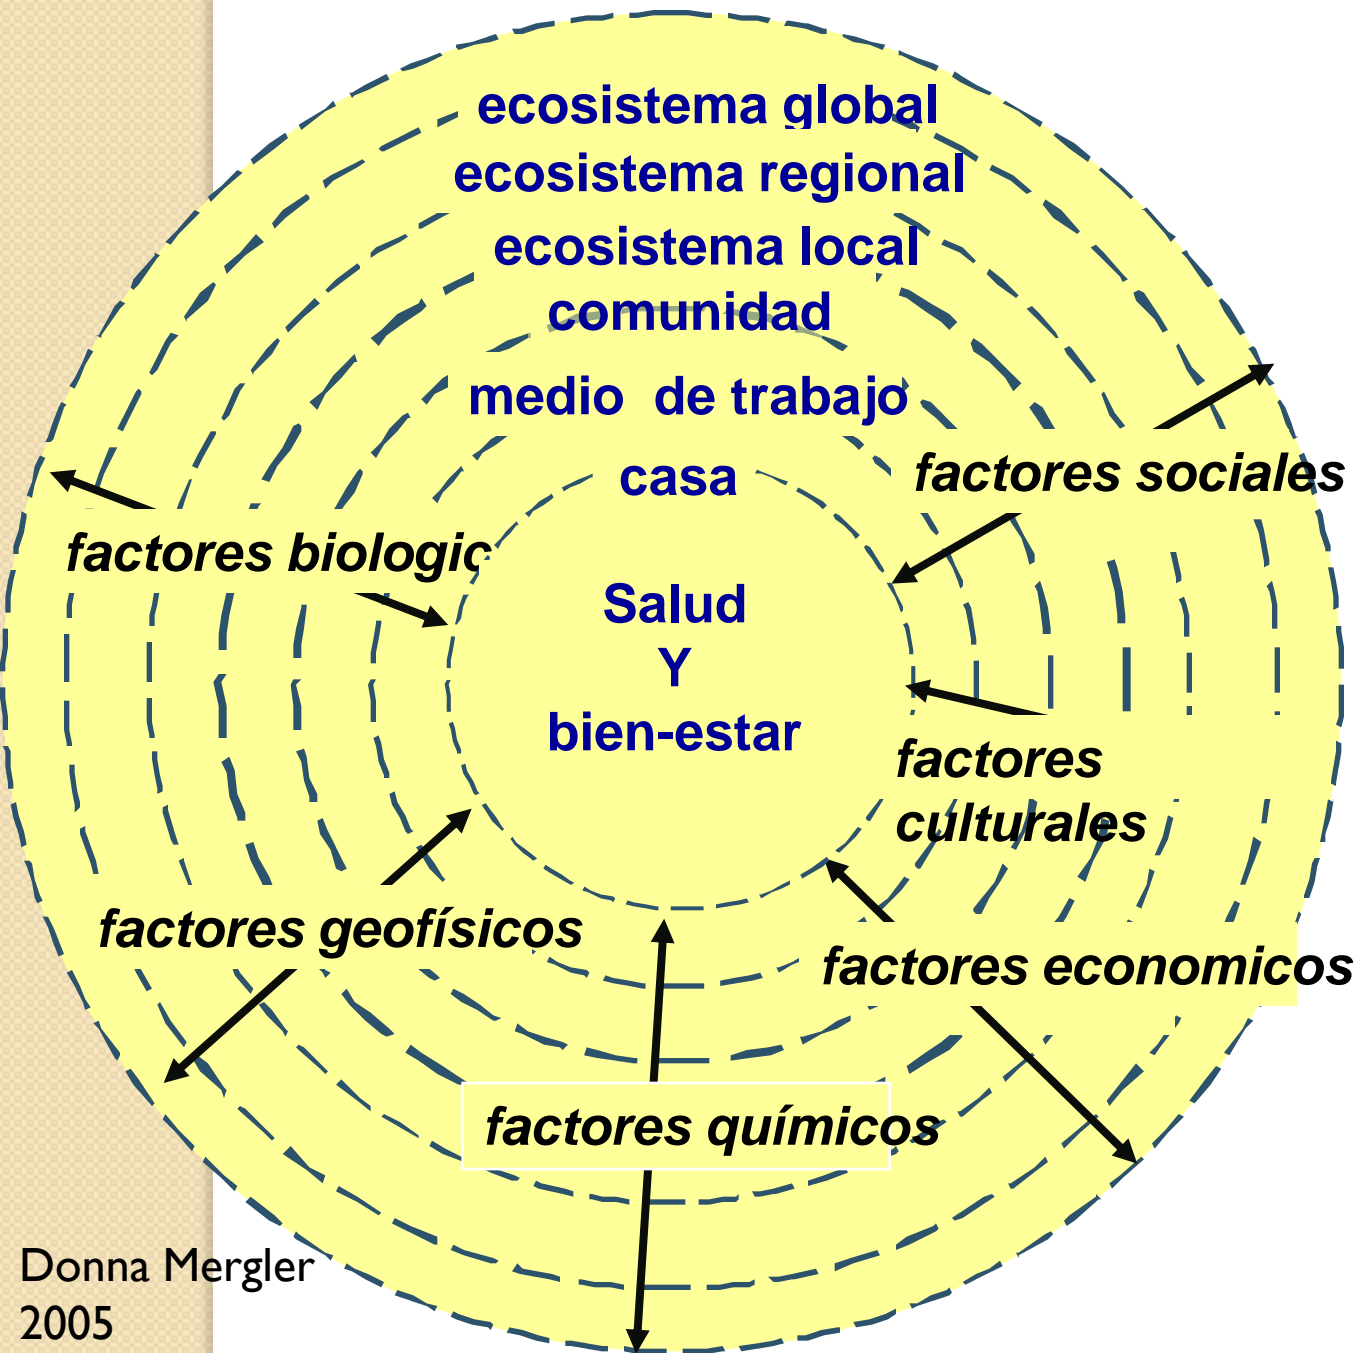 ecosistema global
ecosistema regional
ecosistema local
comunidad
medio de trabajo
casa
factores sociales
factores biologic
Salud
Y
bien-estar
factores
culturales
factores geofísicos
factores economicos
factores químicos
Donna Mergler
2005